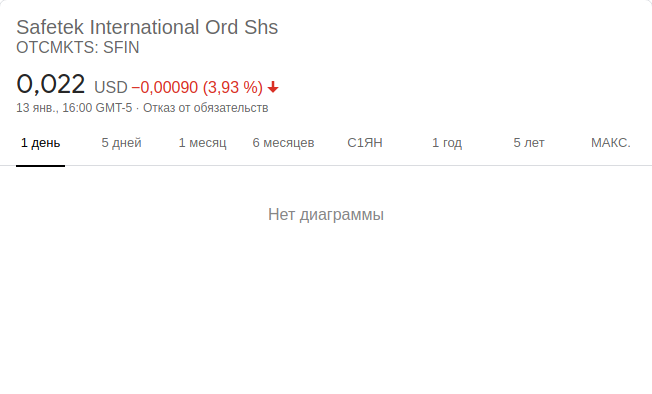 Safetek International Ord Shs
OTCMKTS: SFIN
0,022 USD −0,00090 (3,93 %)
13 янв., 16:00 GMT-5 · Отказ от обязательств
1 день 5 дней 1 месяц 6 месяцев С1ЯН 1 год 5 лет МАКС.
Нет диаграммы